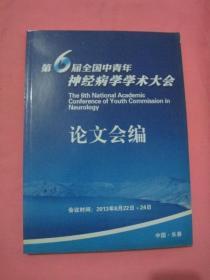 第6届全国中青年
神经病学学术大会
The 6th National Academic
Conference of Youth Commission in
Neurology
论文会编
会议时间：2013年6月22日－24日
中国·长春